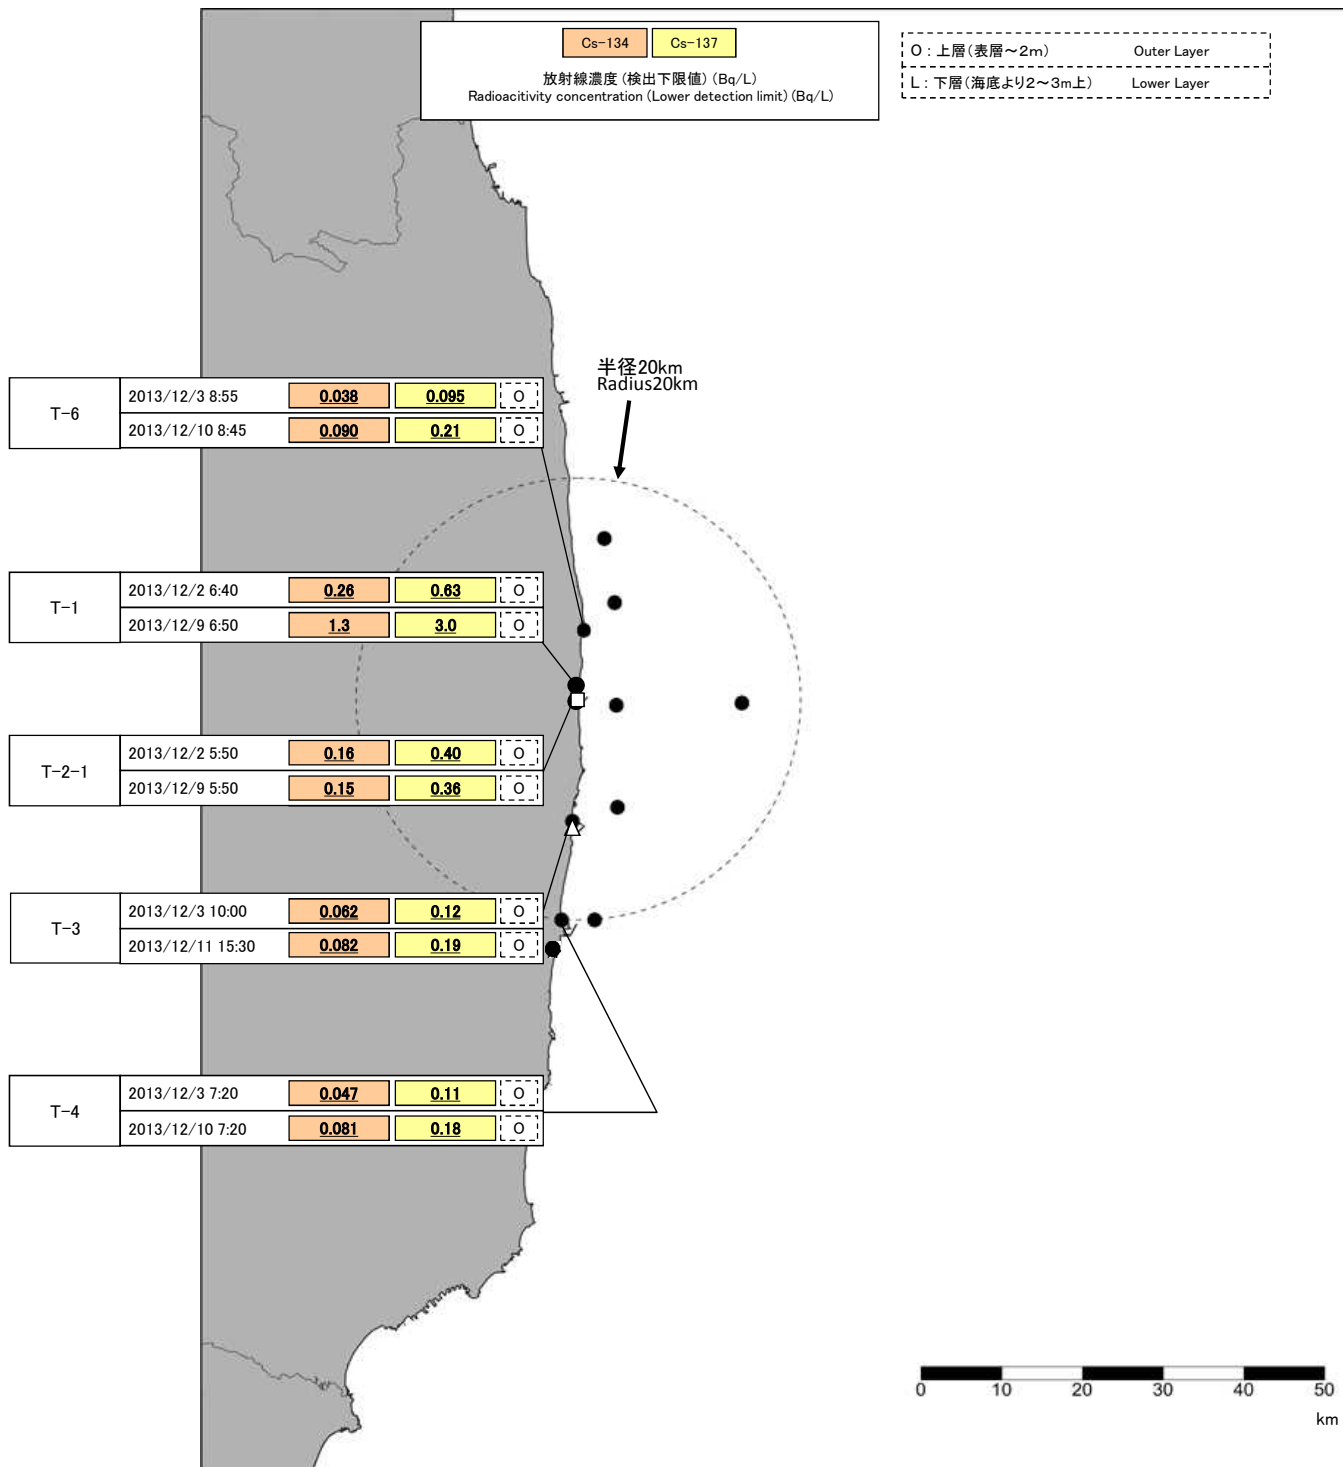 Cs-134 Cs-137
放射線濃度(検出下限値)(Bq/L)
Radioacitivity concentration(Lower detection limit)(Bq/L)
O : 上層(表層～2m) Outer Layer
L : 下層(海底より2～3m上) Lower Layer
半径20km
Radius20km
T-6
2013/12/3 8:55 0.038 0.095 O
2013/12/10 8:45 0.090 0.21 O
T-1
2013/12/2 6:40 0.26 0.63 O
2013/12/9 6:50 1.3 3.0 O
T-2-1
2013/12/2 5:50 0.16 0.40 O
2013/12/9 5:50 0.15 0.36 O
T-3
2013/12/3 10:00 0.062 0.12 O
2013/12/11 15:30 0.082 0.19 O
T-4
2013/12/3 7:20 0.047 0.11 O
2013/12/10 7:20 0.081 0.18 O
0 10 20 30 40 50
km